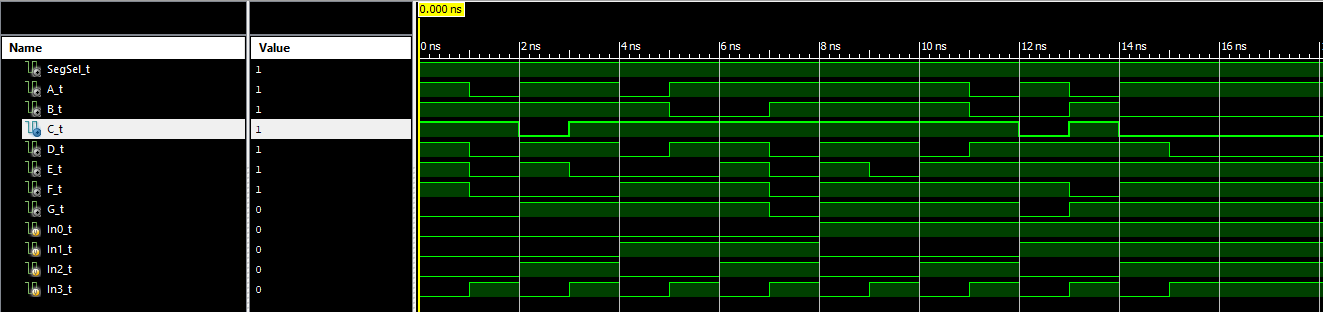 0.000 ns
Name Value
0 ns 2 ns 4 ns 6 ns 8 ns 10 ns 12 ns 14 ns 16 ns
SegSel_t 1
A_t 1
B_t 1
C_t 1
D_t 1
E_t 1
F_t 1
G_t 0
In0_t 0
In1_t 0
In2_t 0
In3_t 0